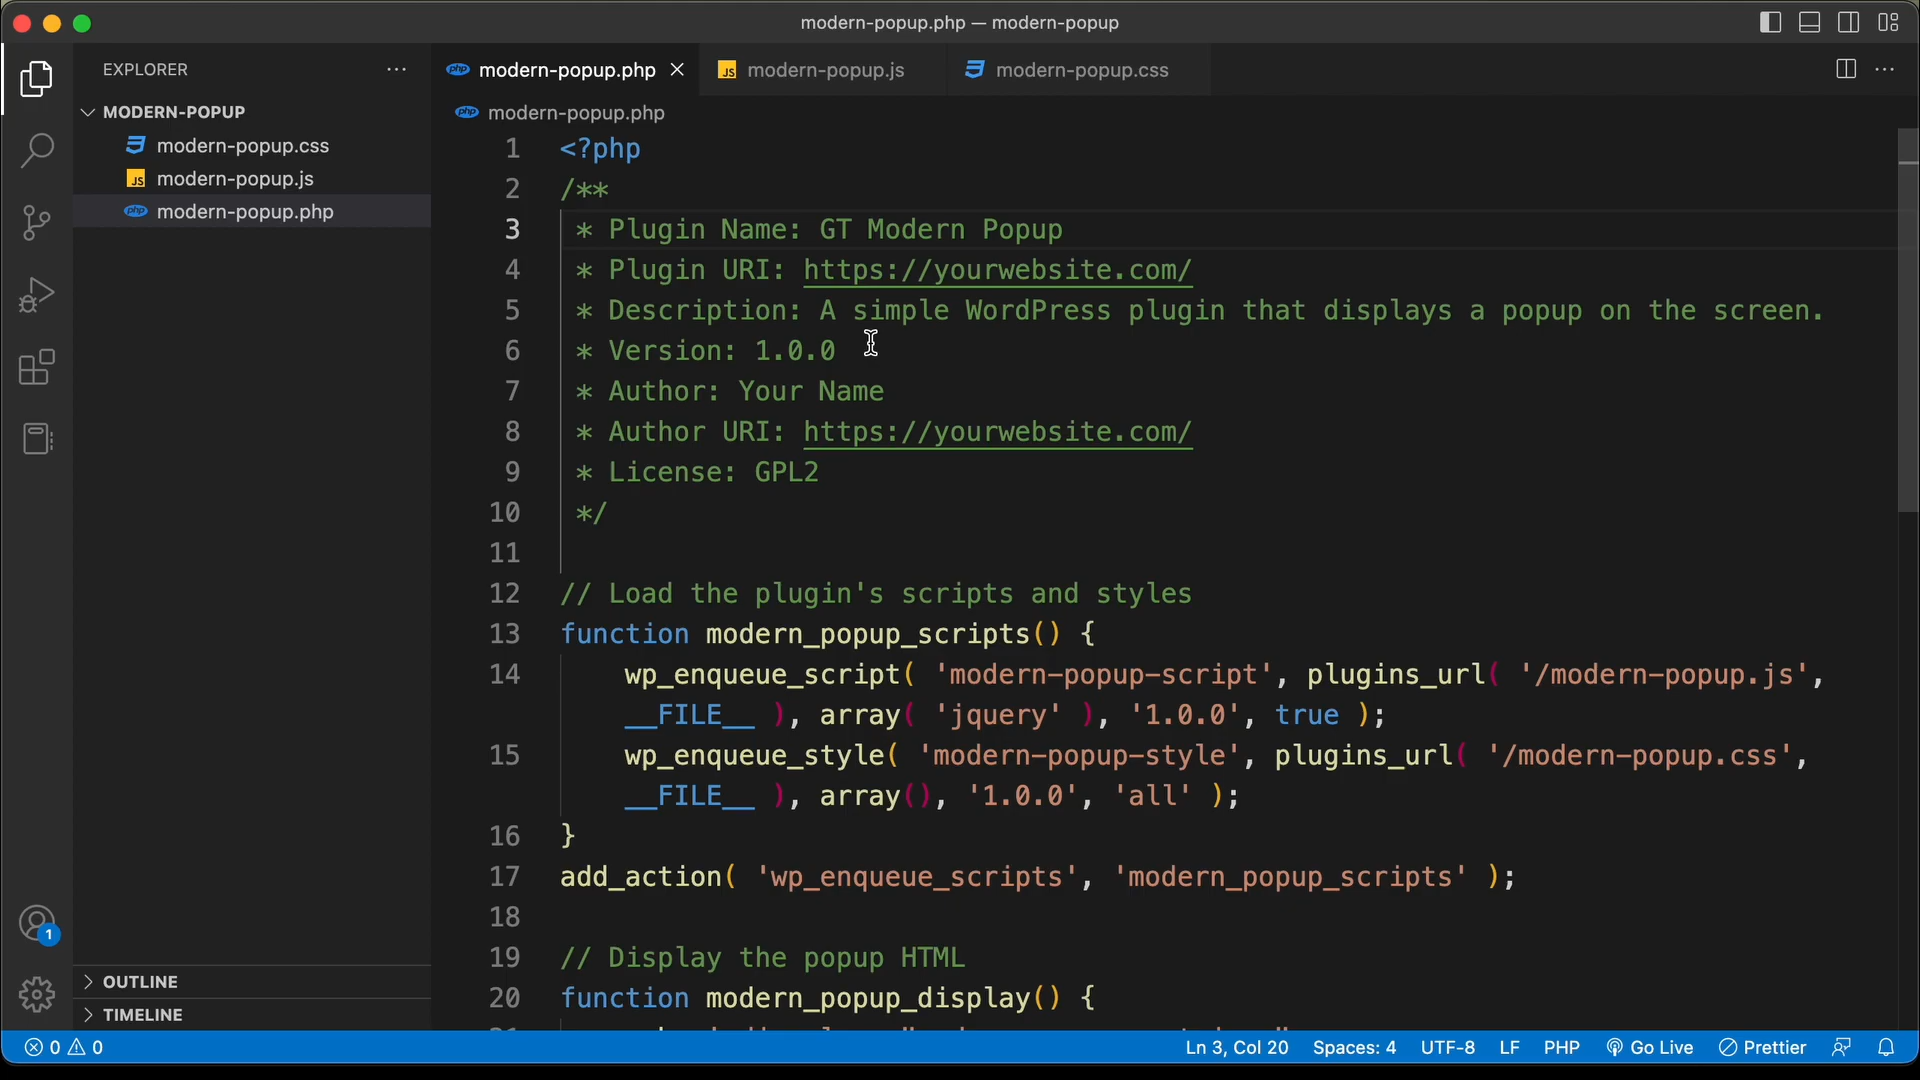 modern-popup.php — modern-popup
EXPLORER
MODERN-POPUP
modern-popup.css
JS modern-popup.js
php modern-popup.php
OUTLINE
TIMELINE
php modern-popup.php
JS modern-popup.js
modern-popup.css
php modern-popup.php
1 <?php
2 /**
3 * Plugin Name: GT Modern Popup
4 * Plugin URI: https://yourwebsite.com/
5 * Description: A simple WordPress plugin that displays a popup on the screen.
6 * Version: 1.0.0
7 * Author: Your Name
8 * Author URI: https://yourwebsite.com/
9 * License: GPL2
10 */
11
12 // Load the plugin's scripts and styles
13 function modern_popup_scripts() {
14 wp_enqueue_script( 'modern-popup-script', plugins_url( '/modern-popup.js',
__FILE__ ), array( 'jquery' ), '1.0.0', true );
15 wp_enqueue_style( 'modern-popup-style', plugins_url( '/modern-popup.css',
__FILE__ ), array(), '1.0.0', 'all' );
16 }
17 add_action( 'wp_enqueue_scripts', 'modern_popup_scripts' );
18
19 // Display the popup HTML
20 function modern_popup_display() {
1
0 0
Ln 3, Col 20 Spaces: 4 UTF-8 LF PHP Go Live Prettier